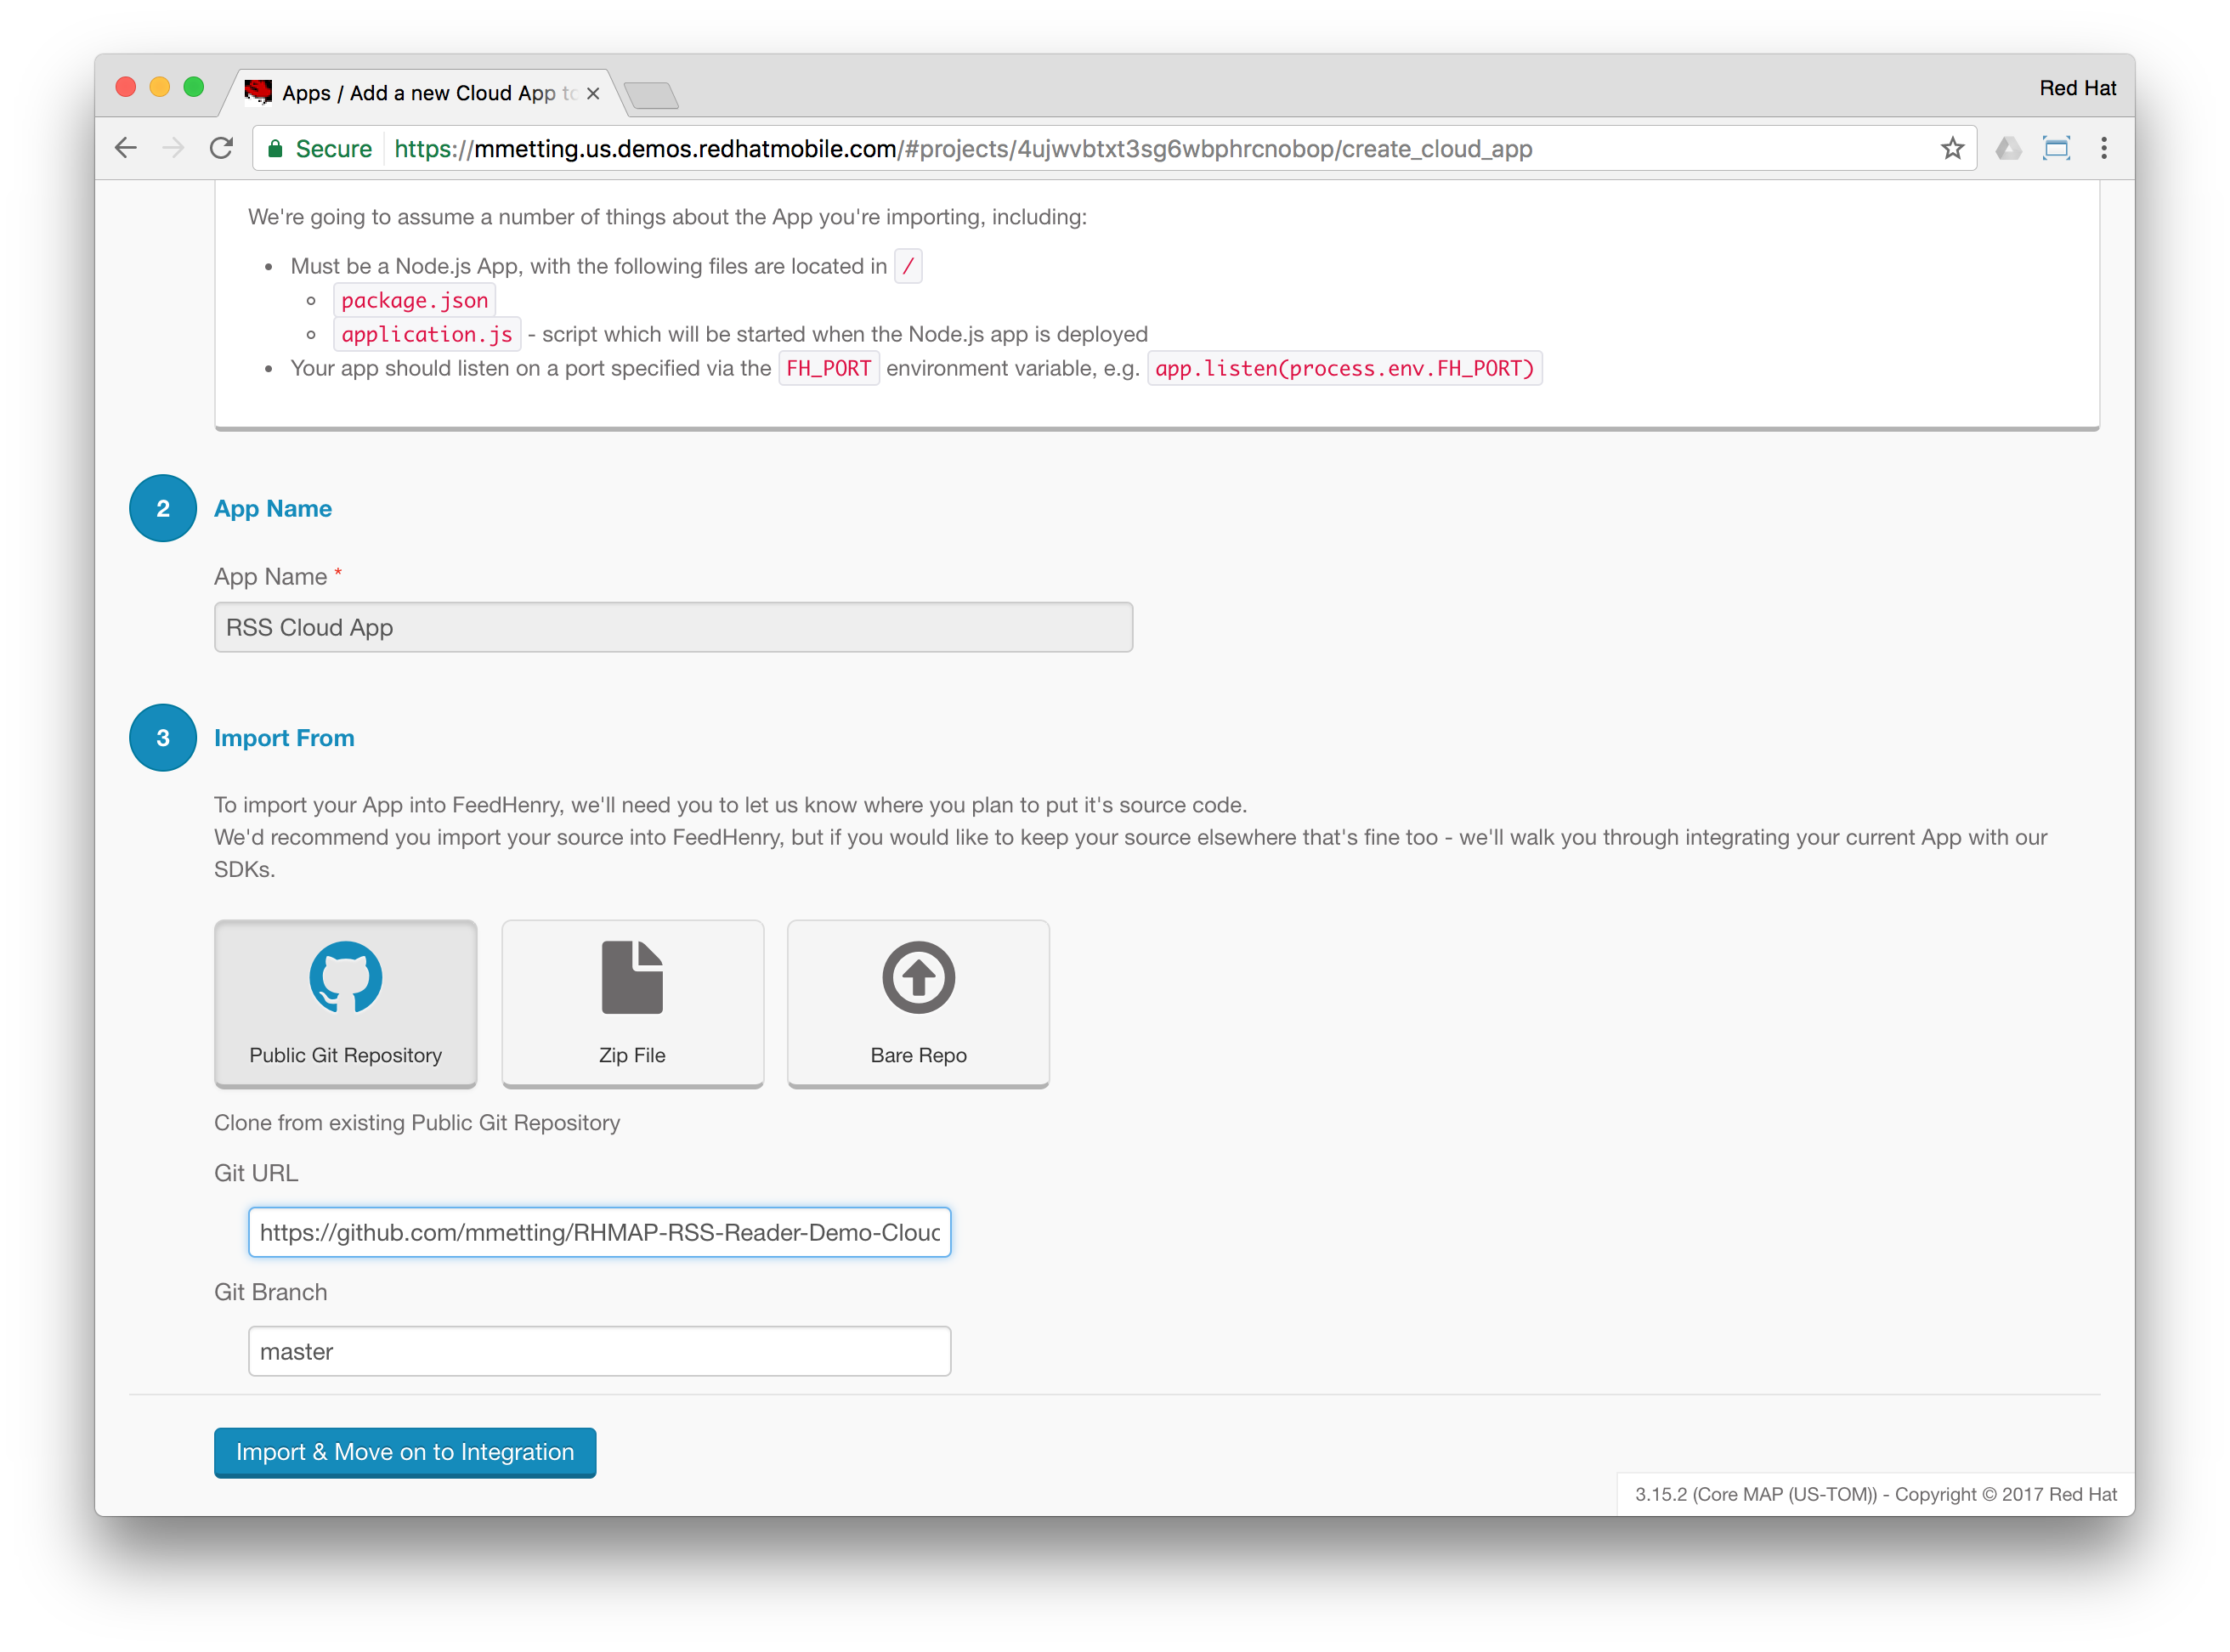 Apps / Add a new Cloud App to
Red Hat
Secure https://mmetting.us.demos.redhatmobile.com/#projects/4ujwvbtxt3sg6wbphrcnobop/create_cloud_app
We're going to assume a number of things about the App you're importing, including:
Must be a Node.js App, with the following files are located in /
package.json
application.js - script which will be started when the Node.js app is deployed
Your app should listen on a port specified via the FH_PORT environment variable, e.g. app.listen(process.env.FH_PORT)
2 App Name
App Name *
RSS Cloud App
3 Import From
To import your App into FeedHenry, we'll need you to let us know where you plan to put it's source code.
We'd recommend you import your source into FeedHenry, but if you would like to keep your source elsewhere that's fine too - we'll walk you through integrating your current App with our
SDKs.
Public Git Repository Zip File Bare Repo
Clone from existing Public Git Repository
Git URL
https://github.com/mmetting/RHMAP-RSS-Reader-Demo-Clouc
Git Branch
master
Import & Move on to Integration
3.15.2 (Core MAP (US-TOM)) - Copyright © 2017 Red Hat